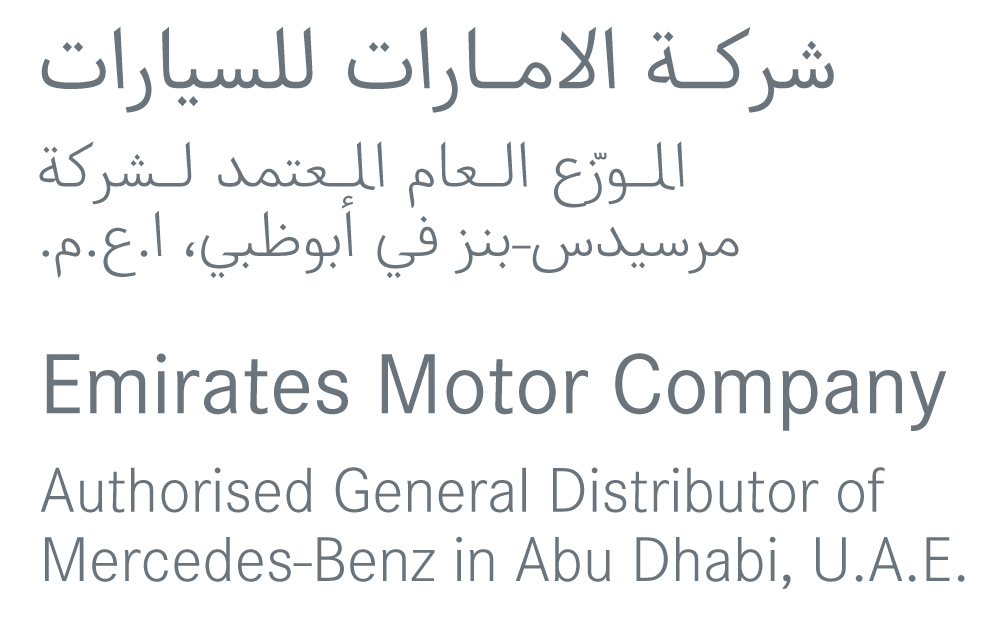 شركة الامارات للسيارات
الموزّع العام المعتمد لشركة
مرسيدس-بنز في أبوظبي، ا.ع.م.
Emirates Motor Company
Authorised General Distributor of
Mercedes-Benz in Abu Dhabi, U.A.E.